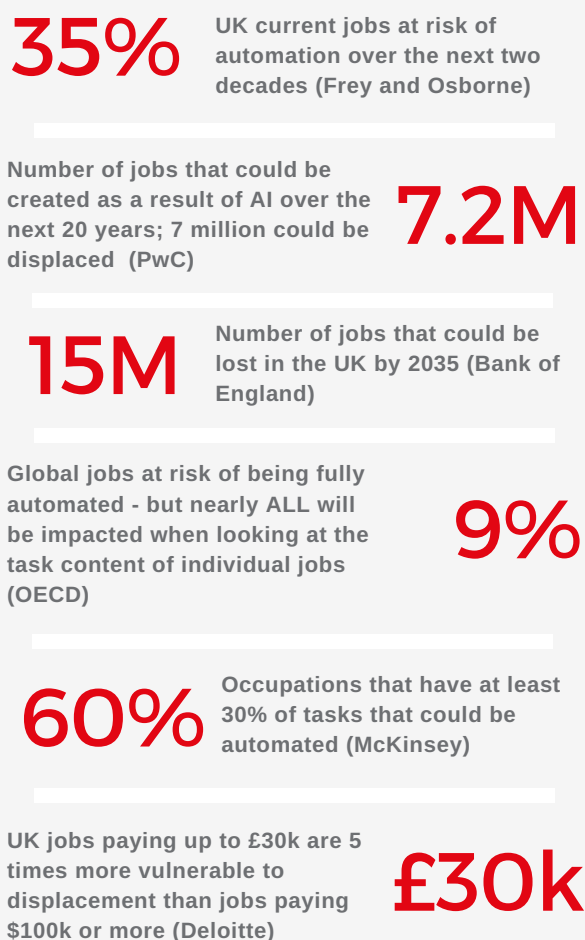 35%
UK current jobs at risk of
automation over the next two
decades (Frey and Osborne)
Number of jobs that could be
created as a result of AI over the
next 20 years; 7 million could be
displaced  (PwC)
7.2M
15M
Number of jobs that could be
lost in the UK by 2035 (Bank of
England)
Global jobs at risk of being fully
automated - but nearly ALL will
be impacted when looking at the
task content of individual jobs
(OECD)
9%
60%
Occupations that have at least
30% of tasks that could be
automated (McKinsey)
UK jobs paying up to £30k are 5
times more vulnerable to
displacement than jobs paying
$100k or more (Deloitte)
£30k